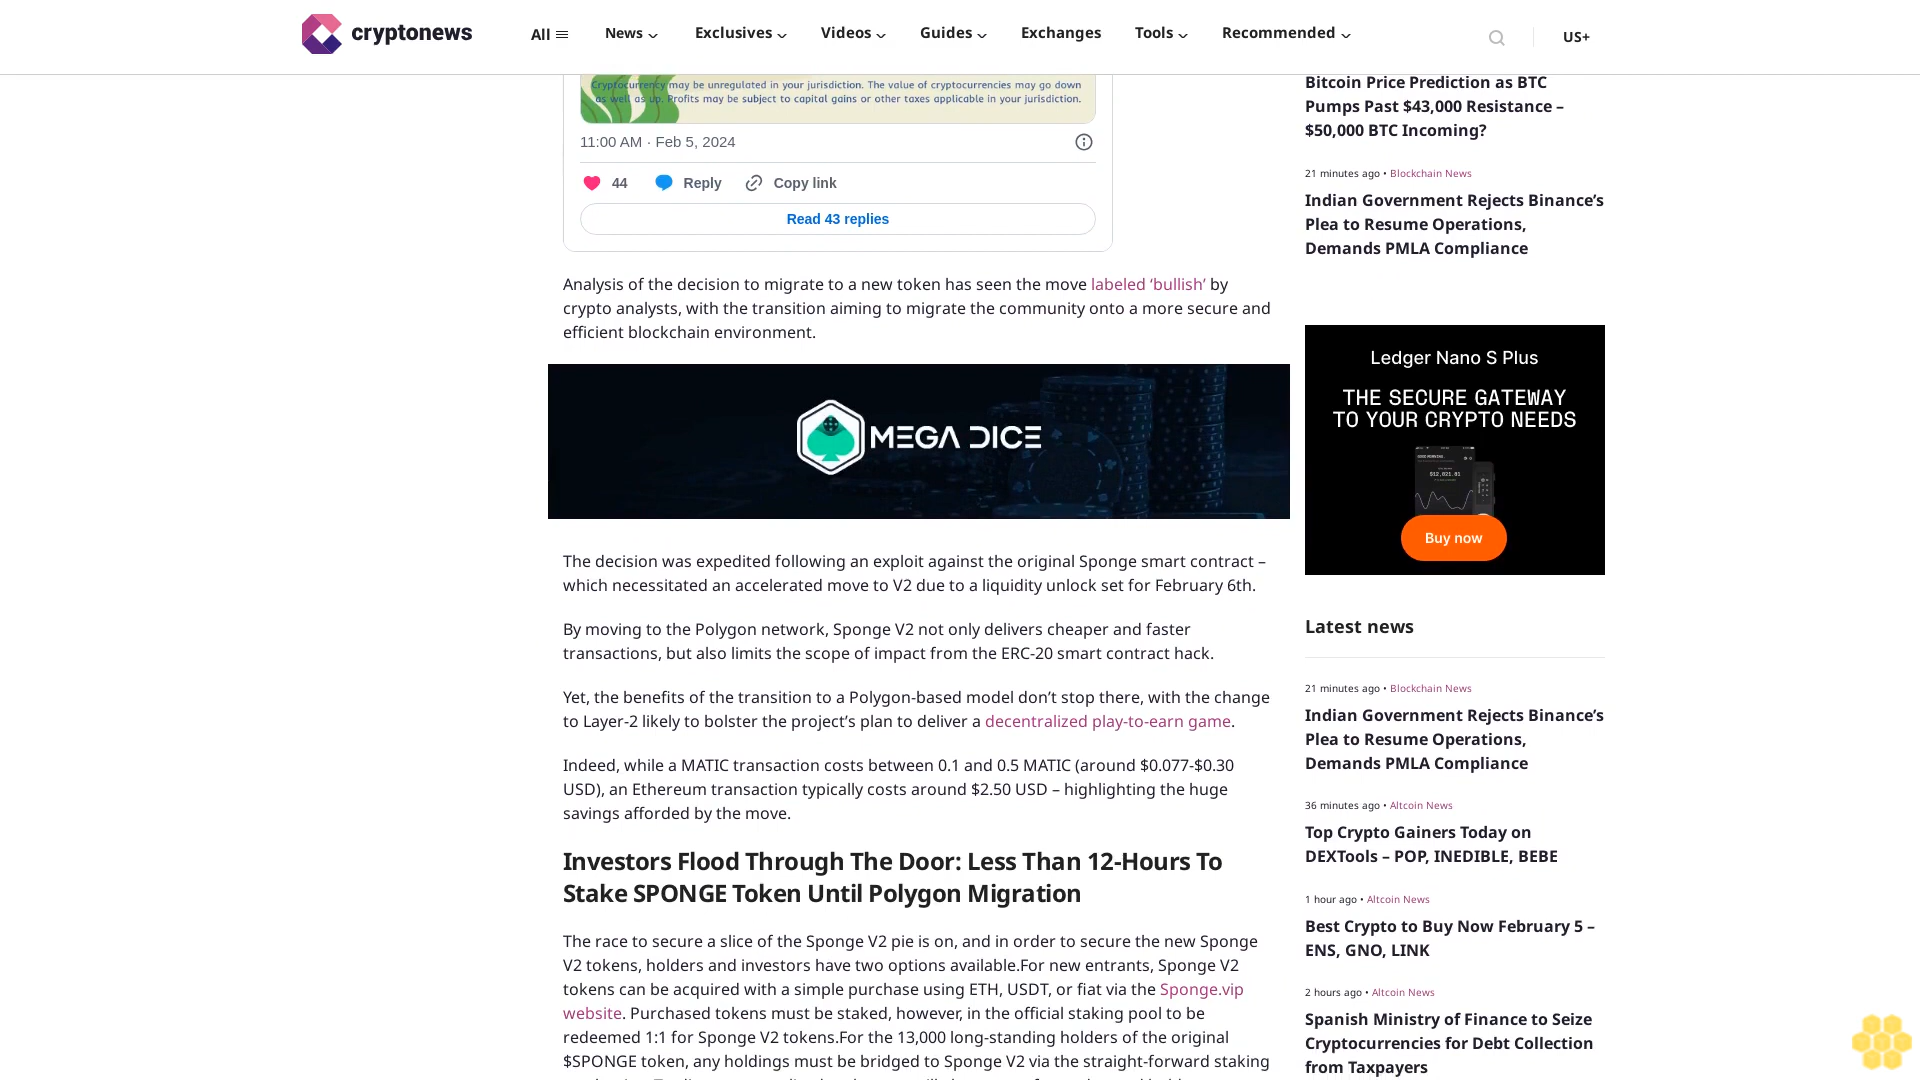 cryptonews
All
News
Exclusives
Videos
Guides
Exchanges
Tools
Recommended
US+
Cryptocurrency may be unregulated in your jurisdiction. The value of cryptocurrencies may go down
as well as up. Profits may be subject to capital gains or other taxes applicable in your jurisdiction.
11:00 AM · Feb 5, 2024
44
Reply
Copy link
Read 43 replies
Analysis of the decision to migrate to a new token has seen the move labeled ‘bullish’ by
crypto analysts, with the transition aiming to migrate the community onto a more secure and
efficient blockchain environment.
MEGA DICE
The decision was expedited following an exploit against the original Sponge smart contract –
which necessitated an accelerated move to V2 due to a liquidity unlock set for February 6th.
By moving to the Polygon network, Sponge V2 not only delivers cheaper and faster
transactions, but also limits the scope of impact from the ERC-20 smart contract hack.
Yet, the benefits of the transition to a Polygon-based model don’t stop there, with the change
to Layer-2 likely to bolster the project’s plan to deliver a decentralized play-to-earn game.
Indeed, while a MATIC transaction costs between 0.1 and 0.5 MATIC (around $0.077-$0.30
USD), an Ethereum transaction typically costs around $2.50 USD – highlighting the huge
savings afforded by the move.
Investors Flood Through The Door: Less Than 12-Hours To
Stake SPONGE Token Until Polygon Migration
The race to secure a slice of the Sponge V2 pie is on, and in order to secure the new Sponge
V2 tokens, holders and investors have two options available.For new entrants, Sponge V2
tokens can be acquired with a simple purchase using ETH, USDT, or fiat via the Sponge.vip
website. Purchased tokens must be staked, however, in the official staking pool to be
redeemed 1:1 for Sponge V2 tokens.For the 13,000 long-standing holders of the original
$SPONGE token, any holdings must be bridged to Sponge V2 via the straight-forward staking
Bitcoin Price Prediction as BTC
Pumps Past $43,000 Resistance –
$50,000 BTC Incoming?
21 minutes ago • Blockchain News
Indian Government Rejects Binance’s
Plea to Resume Operations,
Demands PMLA Compliance
Ledger Nano S Plus
THE SECURE GATEWAY
TO YOUR CRYPTO NEEDS
$12,021.01
Buy now
Latest news
21 minutes ago • Blockchain News
Indian Government Rejects Binance’s
Plea to Resume Operations,
Demands PMLA Compliance
36 minutes ago • Altcoin News
Top Crypto Gainers Today on
DEXTools – POP, INEDIBLE, BEBE
1 hour ago • Altcoin News
Best Crypto to Buy Now February 5 –
ENS, GNO, LINK
2 hours ago • Altcoin News
Spanish Ministry of Finance to Seize
Cryptocurrencies for Debt Collection
from Taxpayers